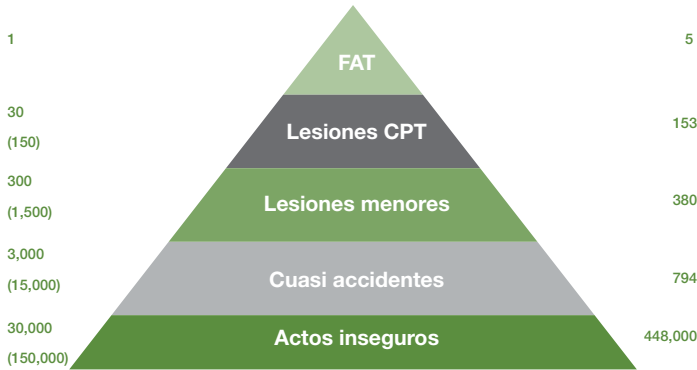 1
FAT
5
30
(150)
Lesiones CPT
153
300
(1,500)
Lesiones menores
380
3,000
(15,000)
Cuasi accidentes
794
30,000
(150,000)
Actos inseguros
448,000